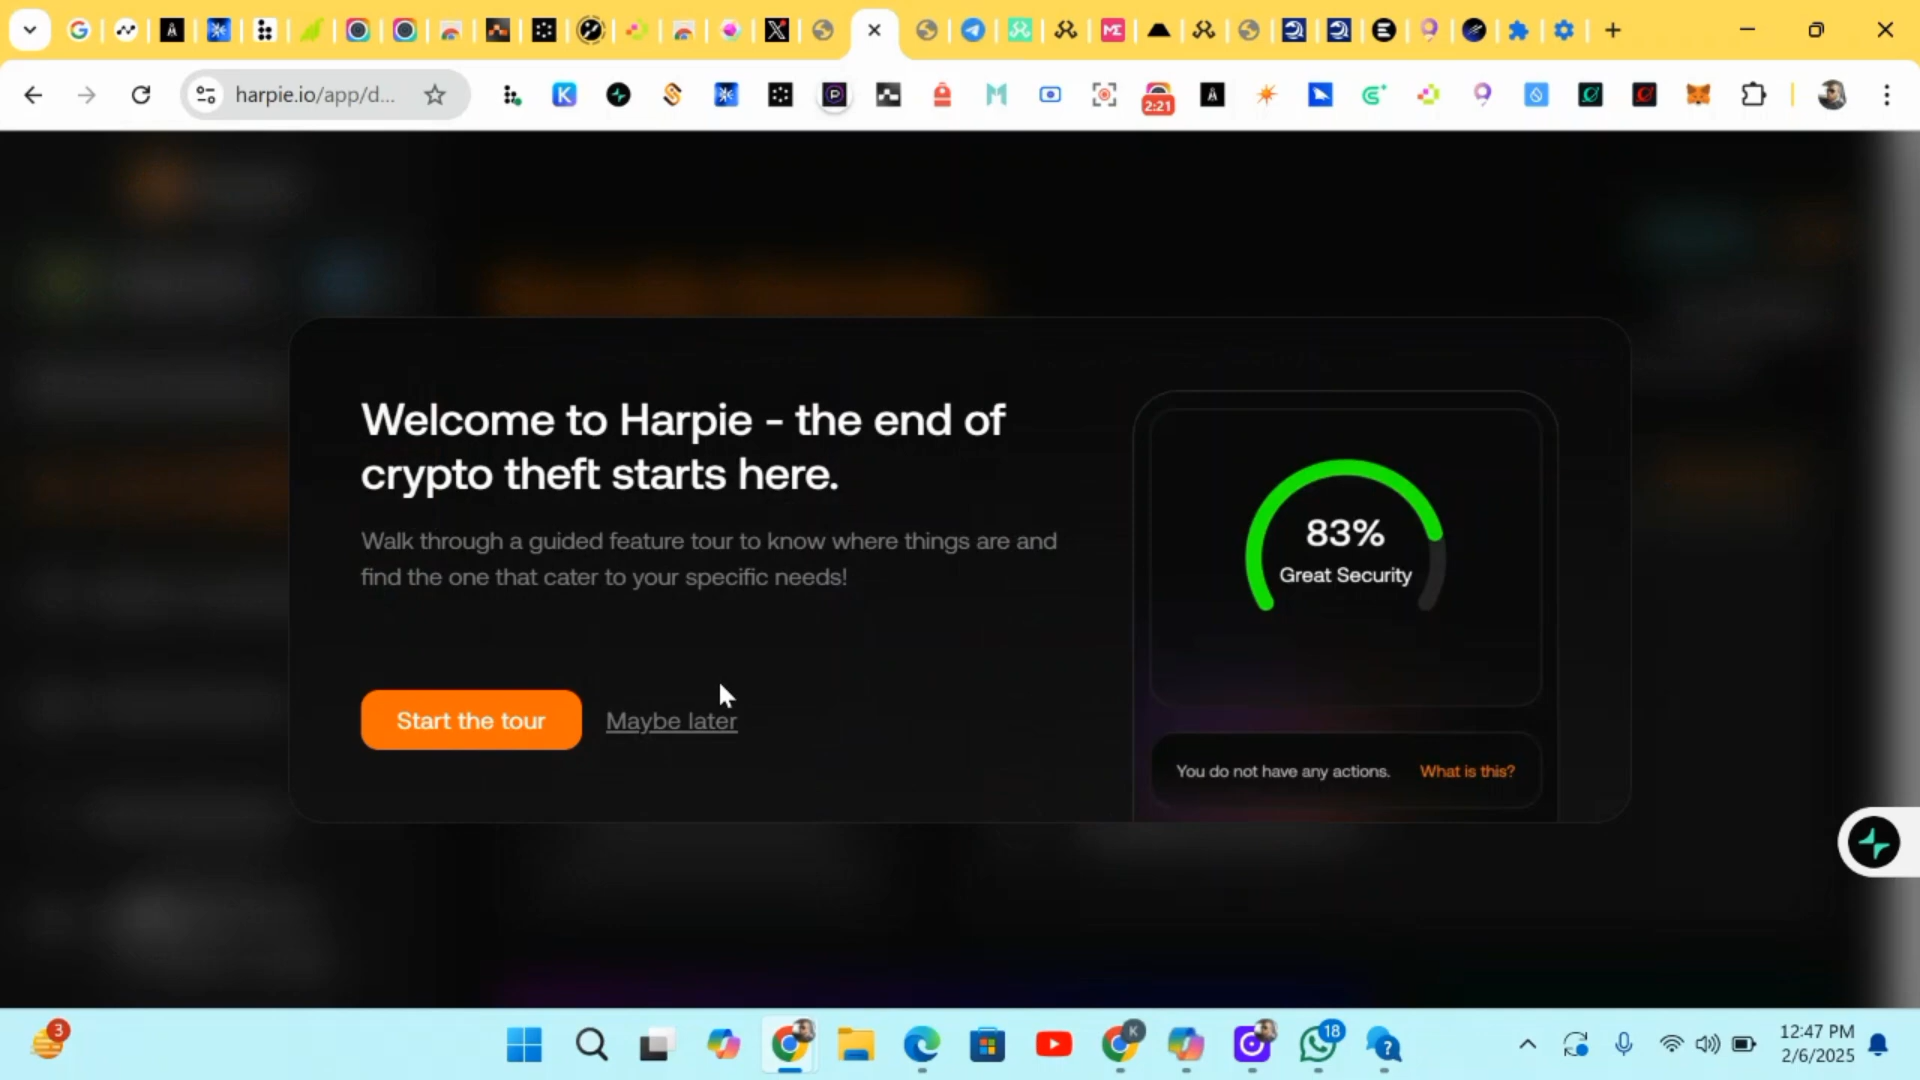 harpie.io/app/d...
2:21
Welcome to Harpie - the end of
crypto theft starts here.
Walk through a guided feature tour to know where things are and
find the one that cater to your specific needs!
Start the tour
Maybe later
83%
Great Security
You do not have any actions.
What is this?
3
K
18
12:47 PM
2/6/2025